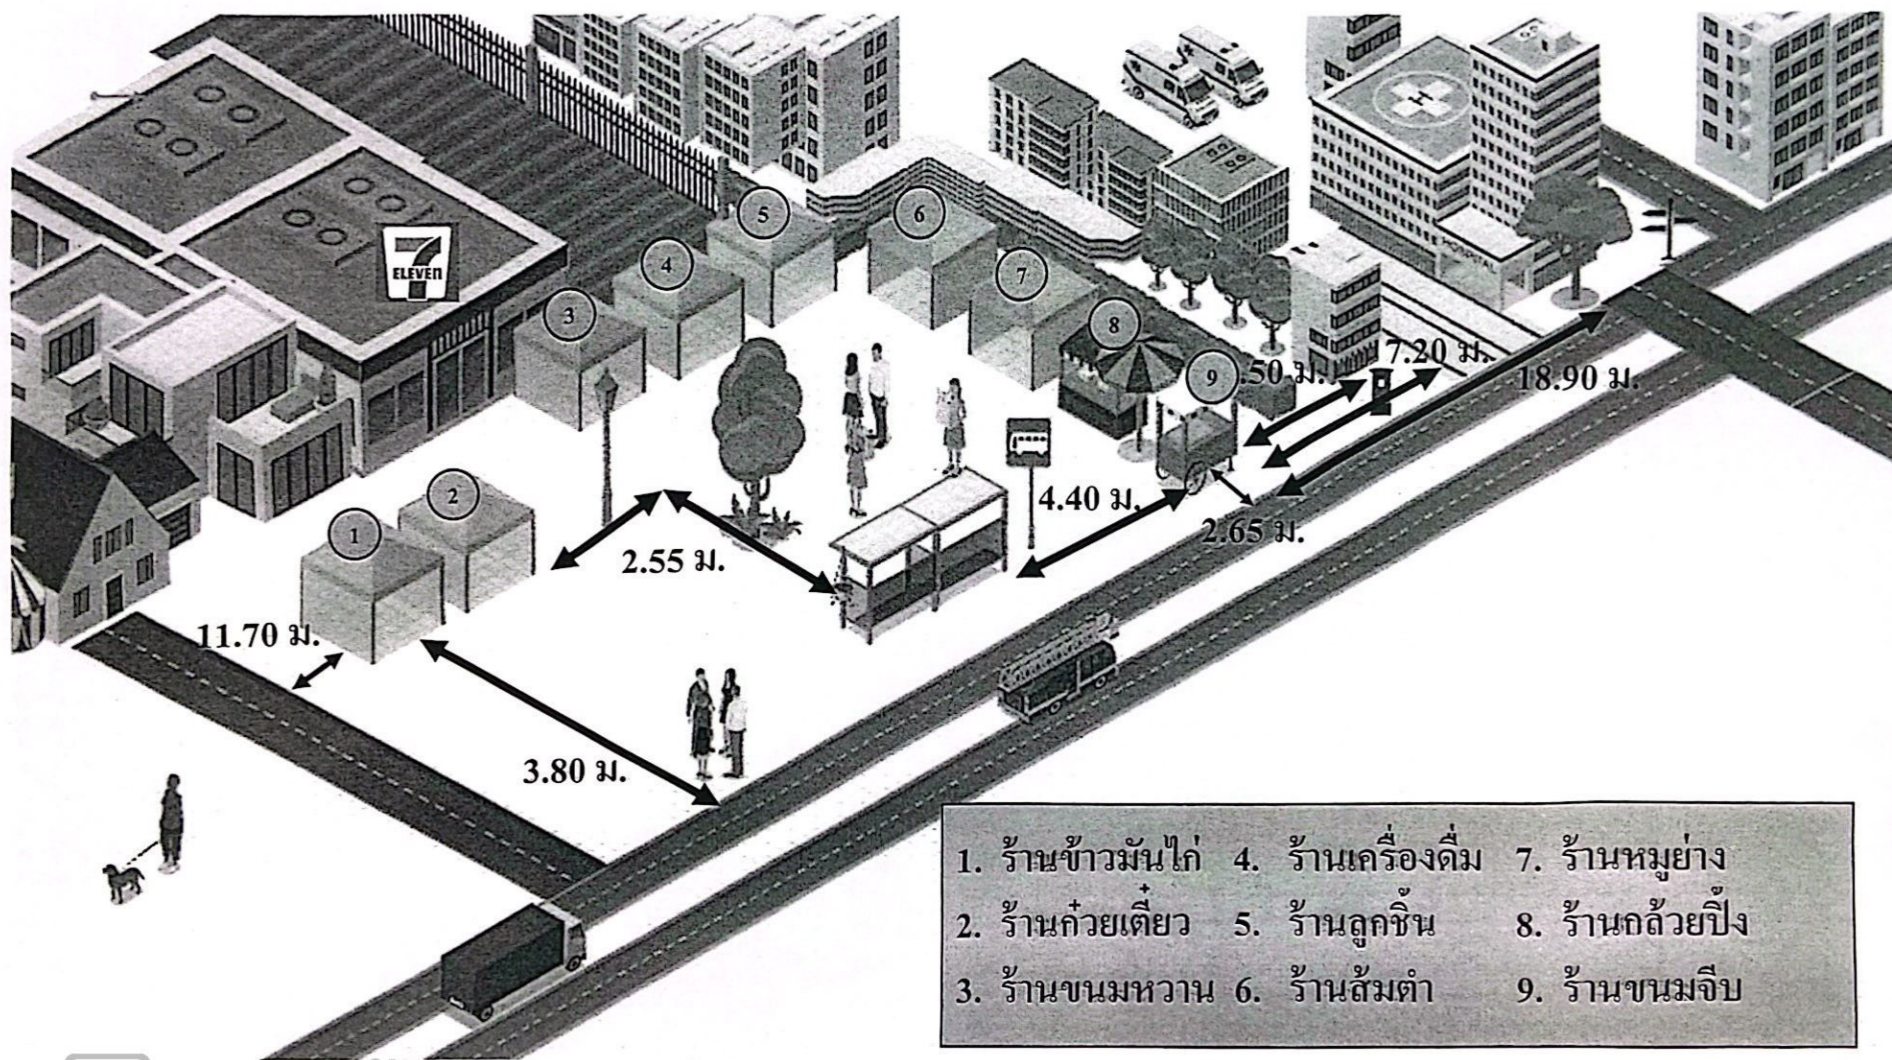 5
6
4
7
7
ELEVEn
3
8
9
7.20 ม.
.50 ม.
18.90 ม.
HOSPITAL
H
2
4.40 ม.
1
2.65 ม.
2.55 ม.
11.70 ม.
3.80 ม.
1. ร้านข้าวมันไก่ 4. ร้านเครื่องดื่ม 7. ร้านหมูย่าง
2. ร้านก๋วยเตี๋ยว 5. ร้านลูกชิ้น 8. ร้านกล้วยปิ้ง
3. ร้านขนมหวาน 6. ร้านส้มตำ 9. ร้านขนมจีบ